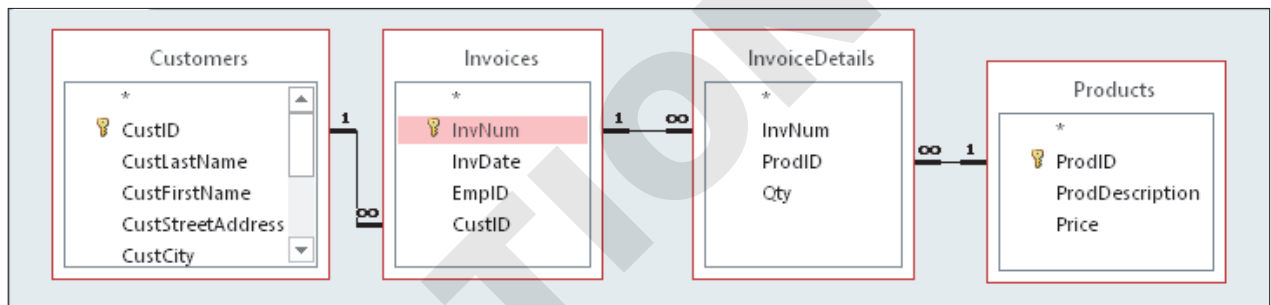 Customers
*
CustID
CustLastName
CustFirstName
CustStreetAddress
CustCity
1
∞
Invoices
*
InvNum
InvDate
EmpID
CustID
1
∞
InvoiceDetails
*
InvNum
ProdID
Qty
∞
1
Products
*
ProdID
ProdDescription
Price
TION